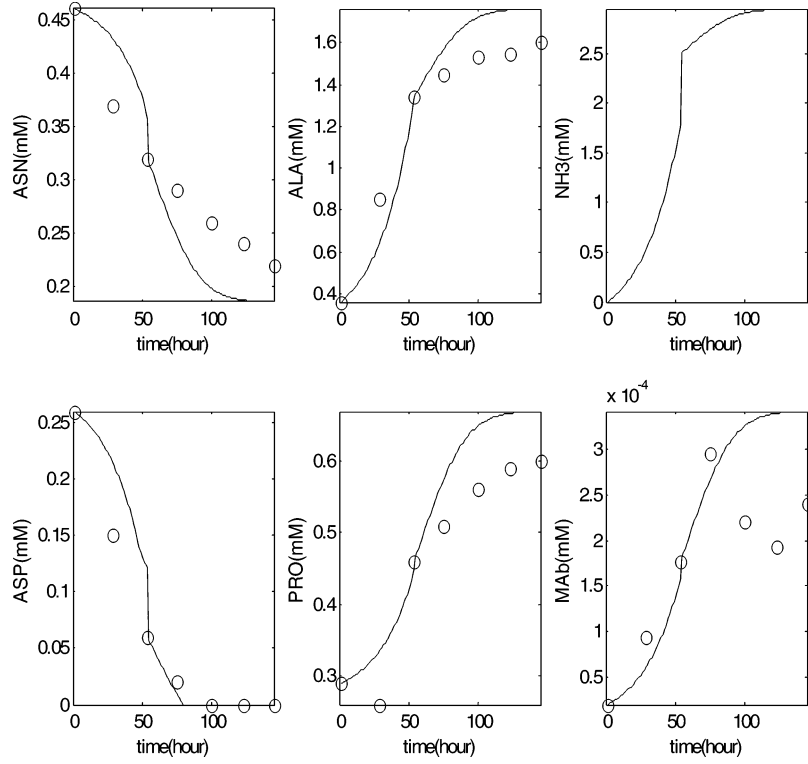 0.45
0.4
0.35
0.3
0.25
0.2
ASN(mM)
0 50 100
time(hour)
1.6
1.4
1.2
1
0.8
0.6
0.4
ALA(mM)
0 50 100
time(hour)
2.5
2
1.5
1
0.5
0
NH3(mM)
0 50 100
time(hour)
0.25
0.2
0.15
0.1
0.05
0
ASP(mM)
0 50 100
time(hour)
0.6
0.5
0.4
0.3
PRO(mM)
0 50 100
time(hour)
x 10⁻⁴
3
2.5
2
1.5
1
0.5
MAb(mM)
0 50 100
time(hour)